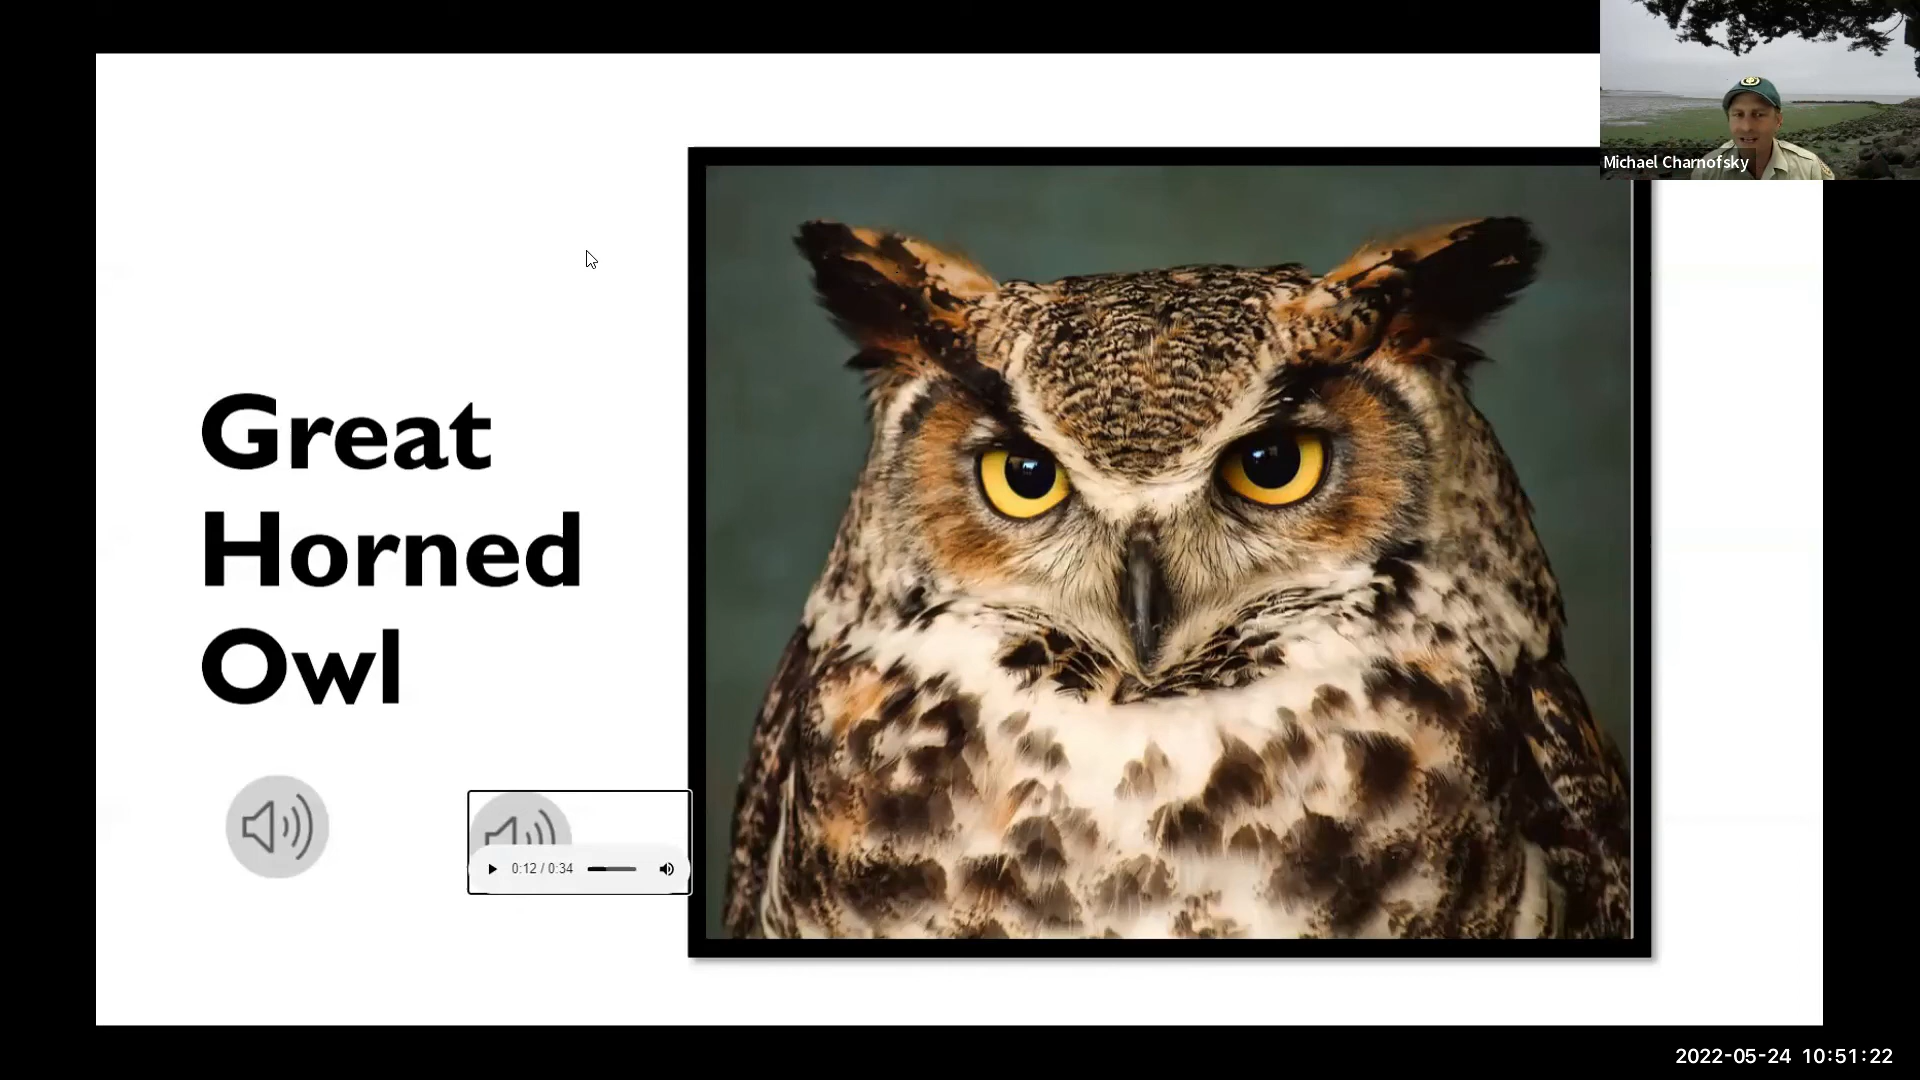 Michael Charnofsky
Great
Horned
Owl
0:12 / 0:34
2022-05-24 10:51:22